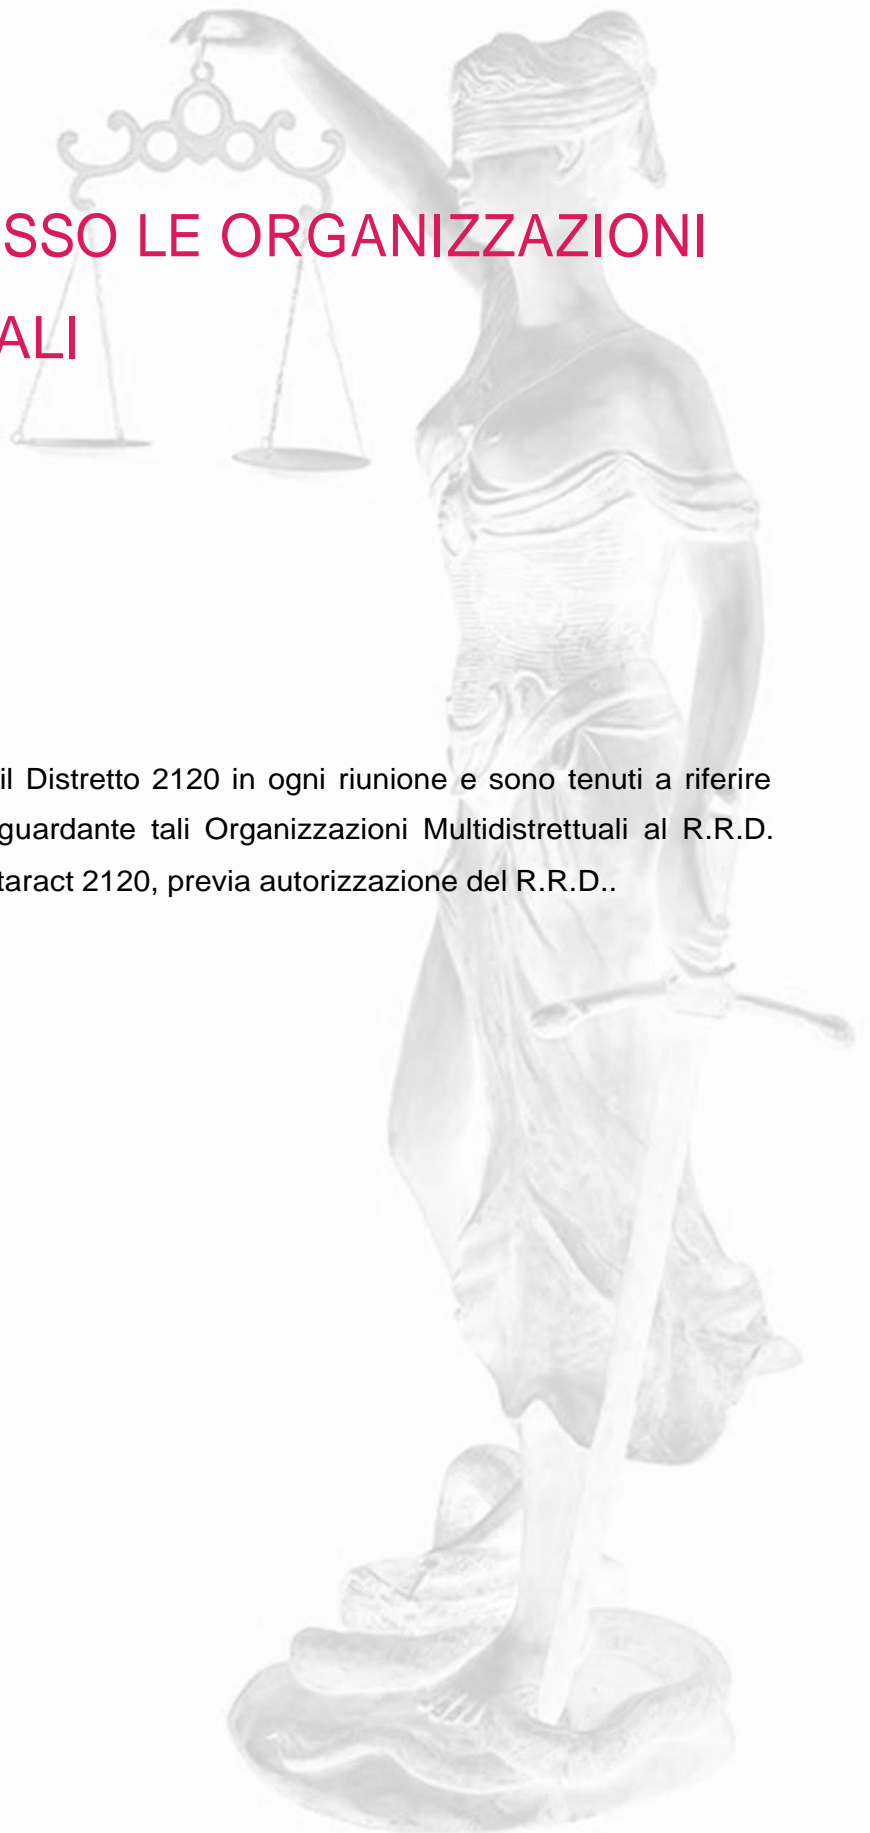 SSO LE ORGANIZZAZIONI
ALI
il Distretto 2120 in ogni riunione e sono tenuti a riferire
guardante tali Organizzazioni Multidistrettuali al R.R.D.
taract 2120, previa autorizzazione del R.R.D..